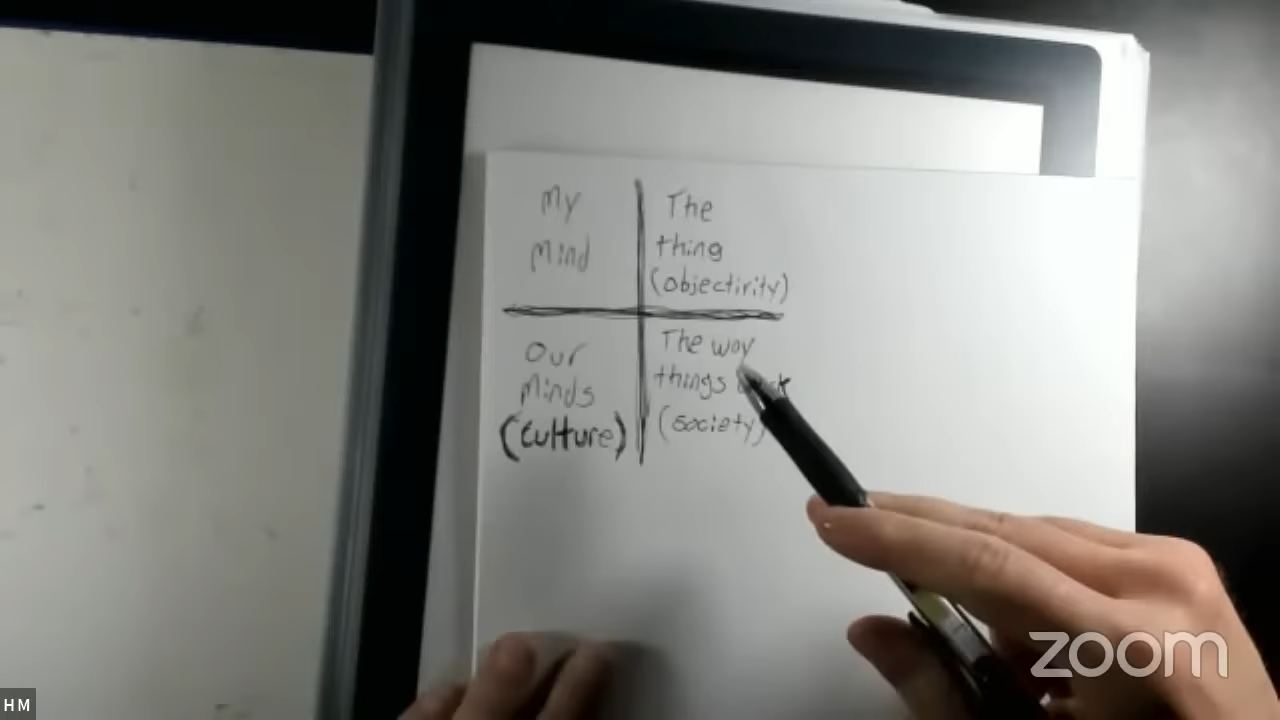 My
Mind
The
thing
(objectivity)
Our
Minds
(Culture)
The way
things
(society)
zoom
HM